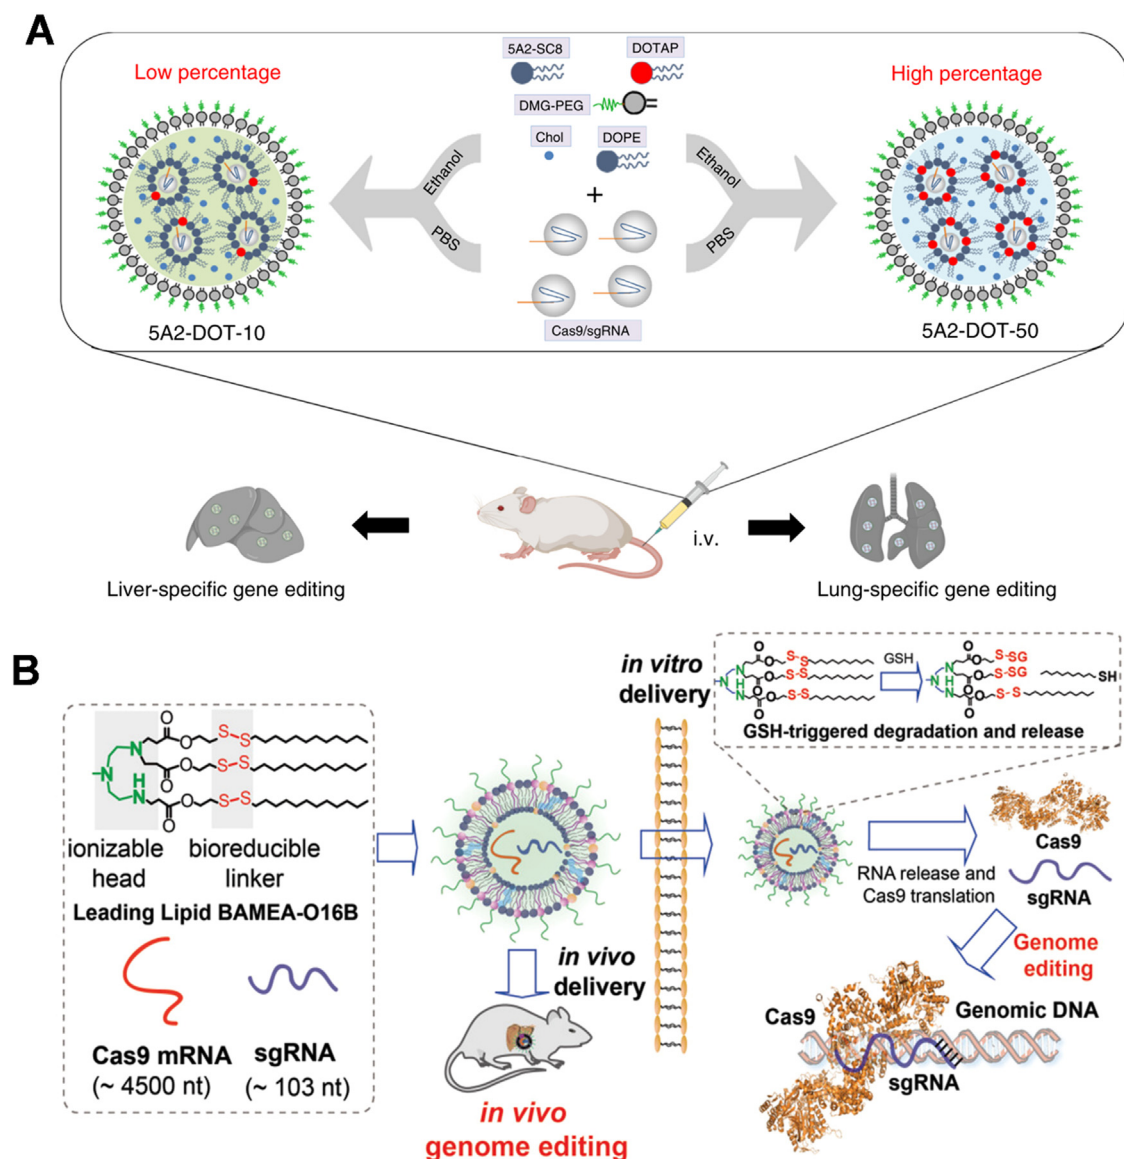 A
Low percentage
5A2-SC8
DOTAP
High percentage
DMG-PEG
Chol
DOPE
Ethanol
PBS
+
Ethanol
PBS
Cas9/sgRNA
5A2-DOT-10
5A2-DOT-50
i.v.
Liver-specific gene editing
Lung-specific gene editing
B
O
O
S
S
N
N
O
O
S
S
H
N
O
O
S
S
ionizable
head
bioreducible
linker
Leading Lipid BAMEA-O16B
Cas9 mRNA
(~ 4500 nt)
sgRNA
(~ 103 nt)
in vitro
delivery
in vivo
delivery
in vivo
genome editing
O
O
S-S
N
N
H
N
O
O
S-S
O
O
S-S
GSH
O
O
S-SG
N
N
H
N
O
O
S-SG
SH
O
O
S-S
GSH-triggered degradation and release
RNA release and
Cas9 translation
Cas9
sgRNA
Genome
editing
Cas9
Genomic DNA
sgRNA